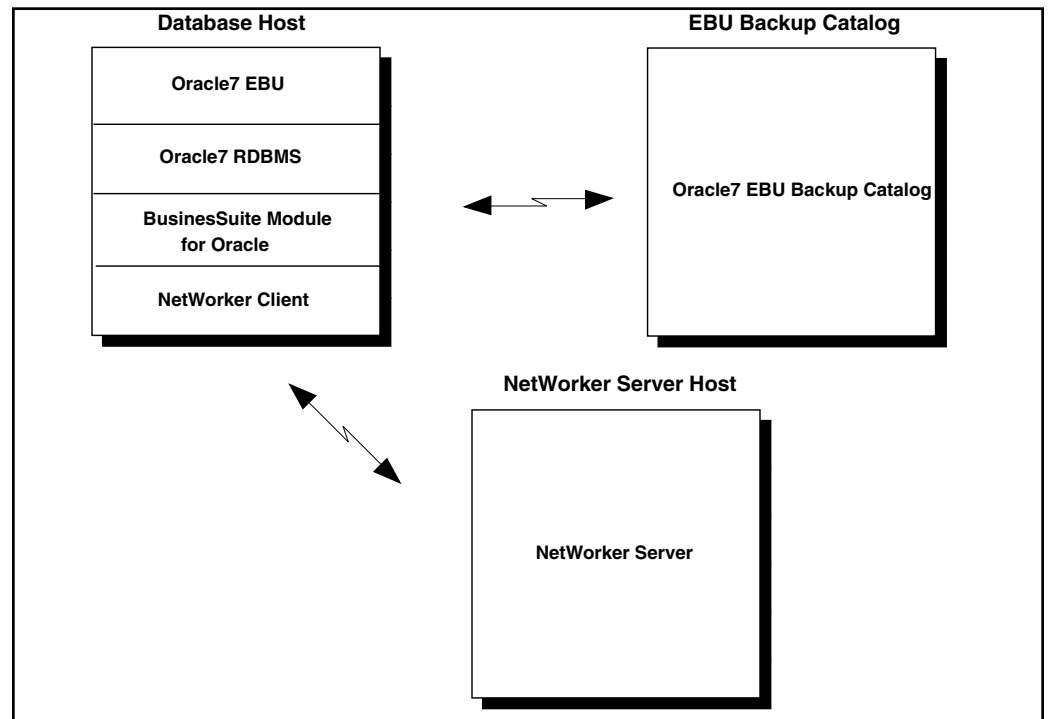 Database Host
Oracle7 EBU
Oracle7 RDBMS
BusinesSuite Module
for Oracle
NetWorker Client
EBU Backup Catalog
Oracle7 EBU Backup Catalog
NetWorker Server Host
NetWorker Server